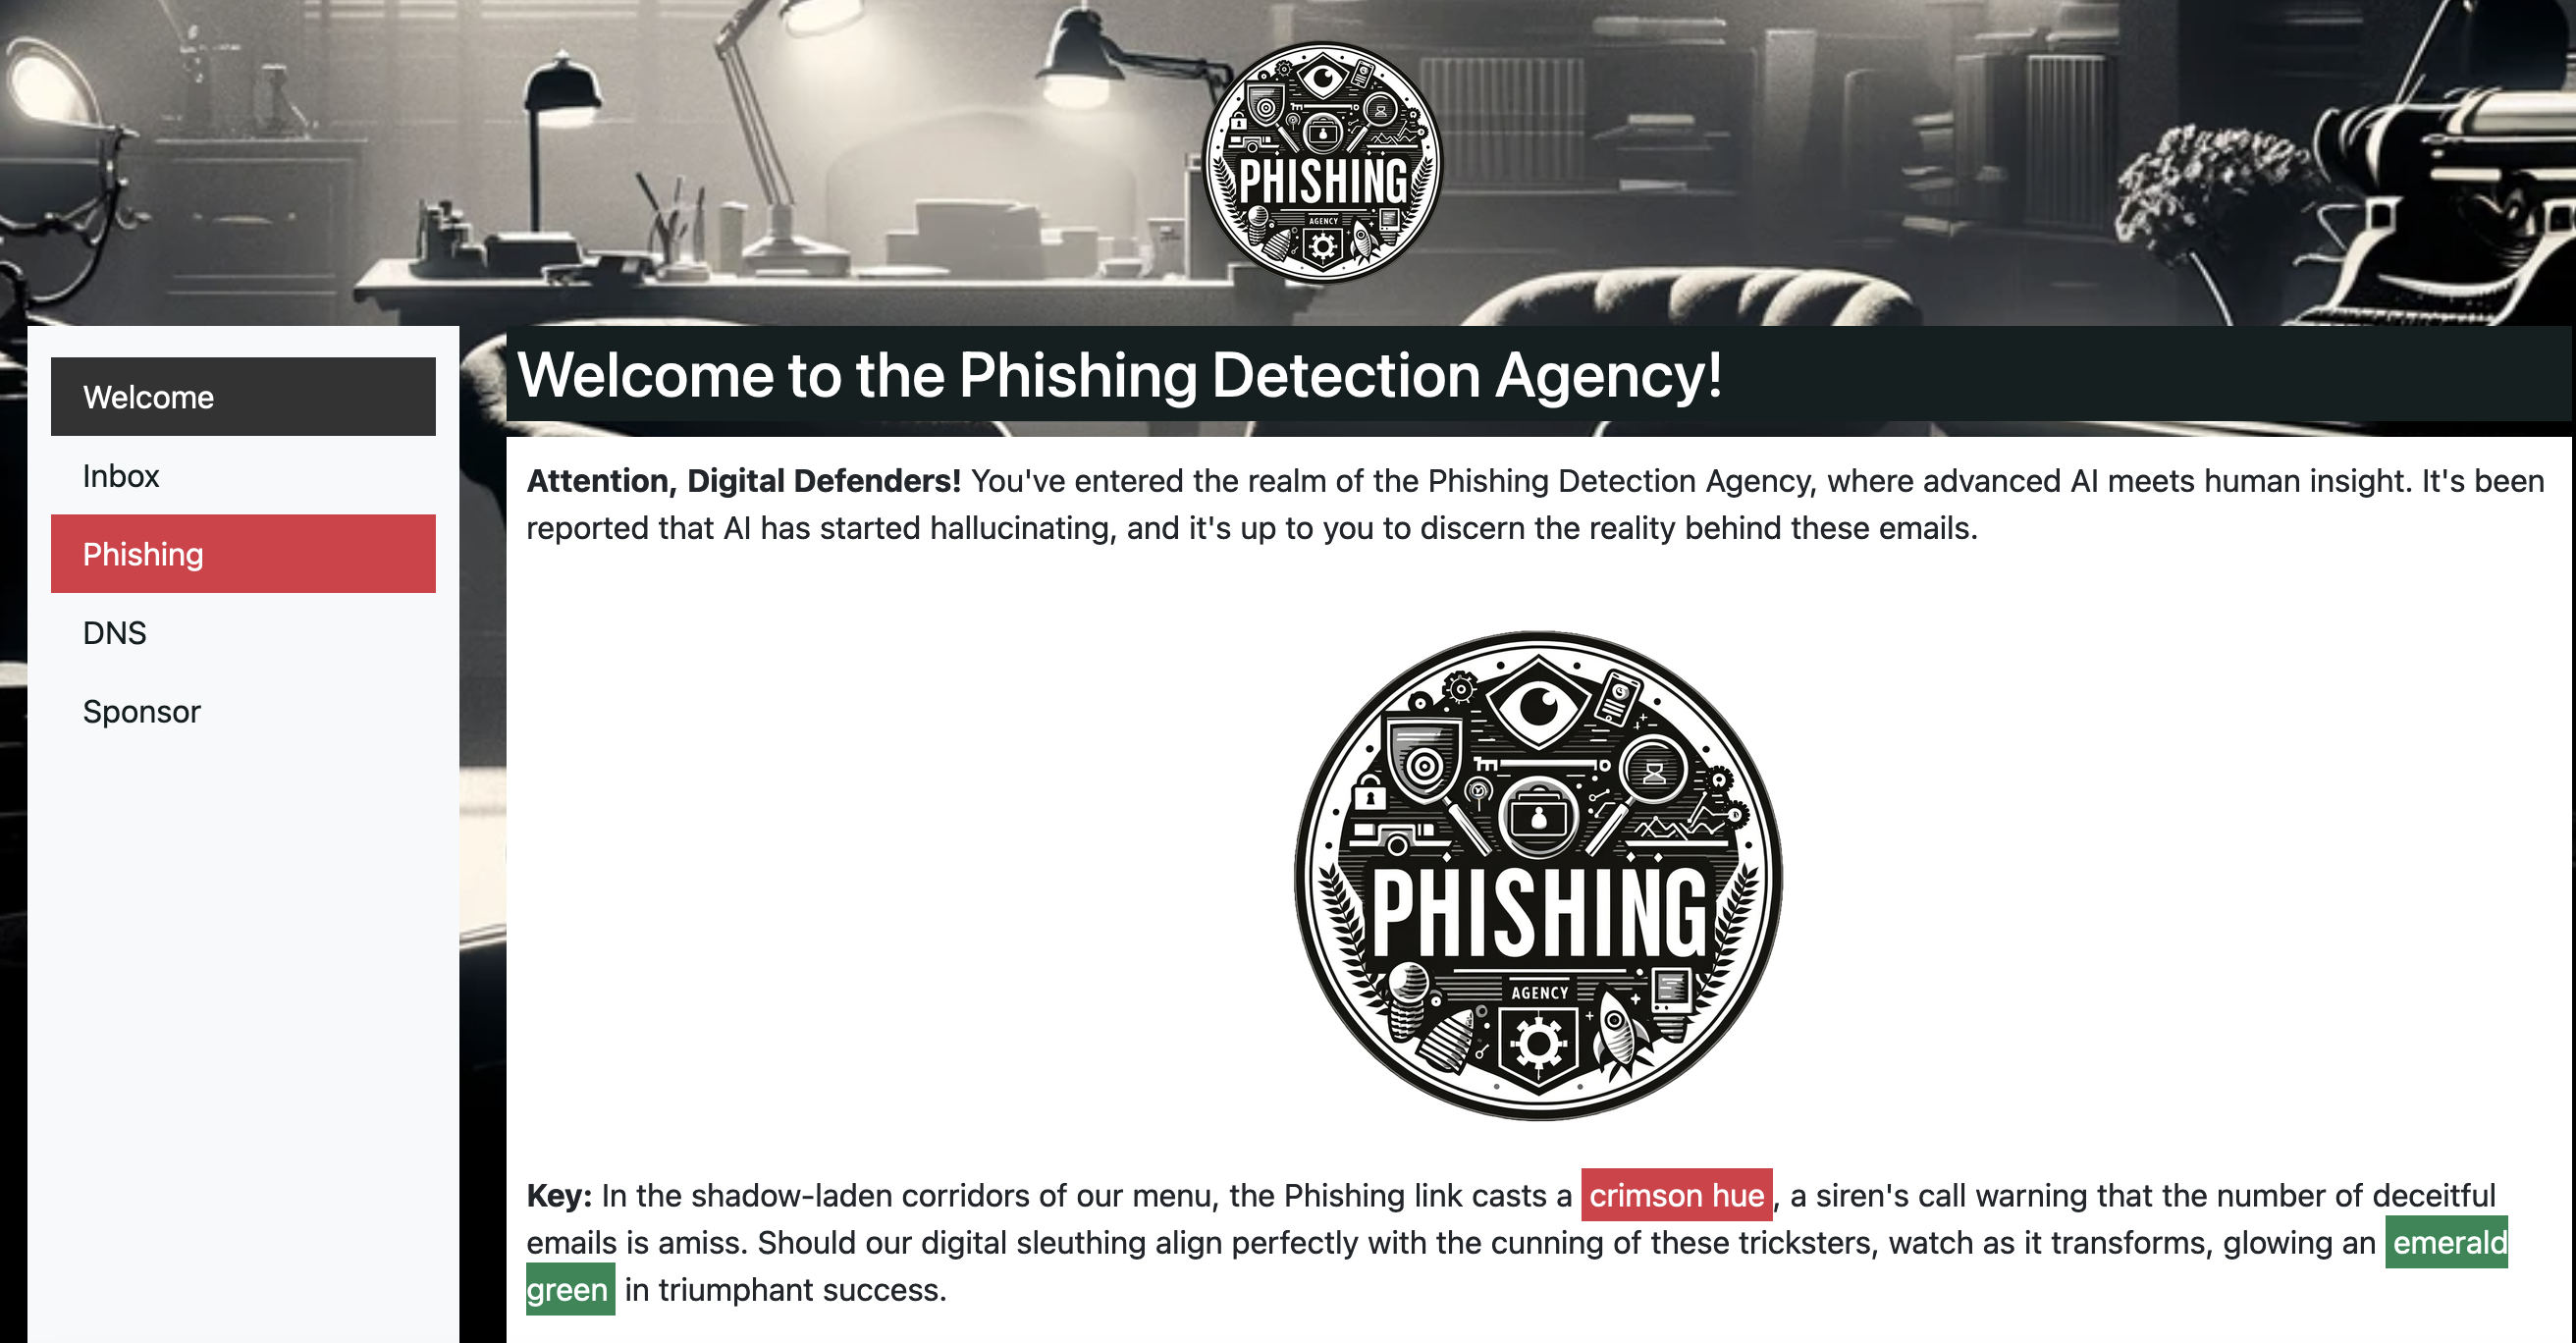 PHISHING
AGENCY
Welcome
Inbox
Phishing
DNS
Sponsor
Welcome to the Phishing Detection Agency!
Attention, Digital Defenders! You've entered the realm of the Phishing Detection Agency, where advanced AI meets human insight. It's been
reported that AI has started hallucinating, and it's up to you to discern the reality behind these emails.
PHISHING
AGENCY
Key: In the shadow-laden corridors of our menu, the Phishing link casts a crimson hue, a siren's call warning that the number of deceitful
emails is amiss. Should our digital sleuthing align perfectly with the cunning of these tricksters, watch as it transforms, glowing an emerald
green in triumphant success.